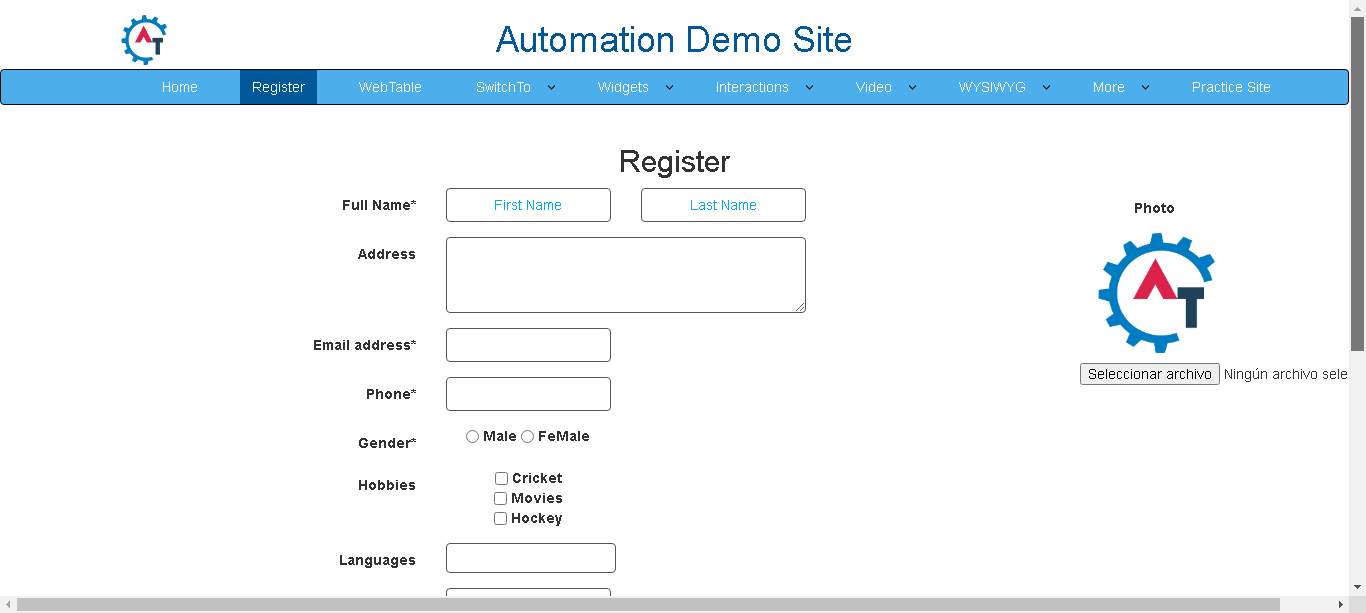 Automation Demo Site
Home Register WebTable SwitchTo Widgets Interactions Video WYSIWYG More Practice Site
Register
Full Name* First Name Last Name
Photo
Address
AT
Email address*
Seleccionar archivo Ningún archivo sele
Phone*
Gender* Male FeMale
Hobbies Cricket
Movies
Hockey
Languages